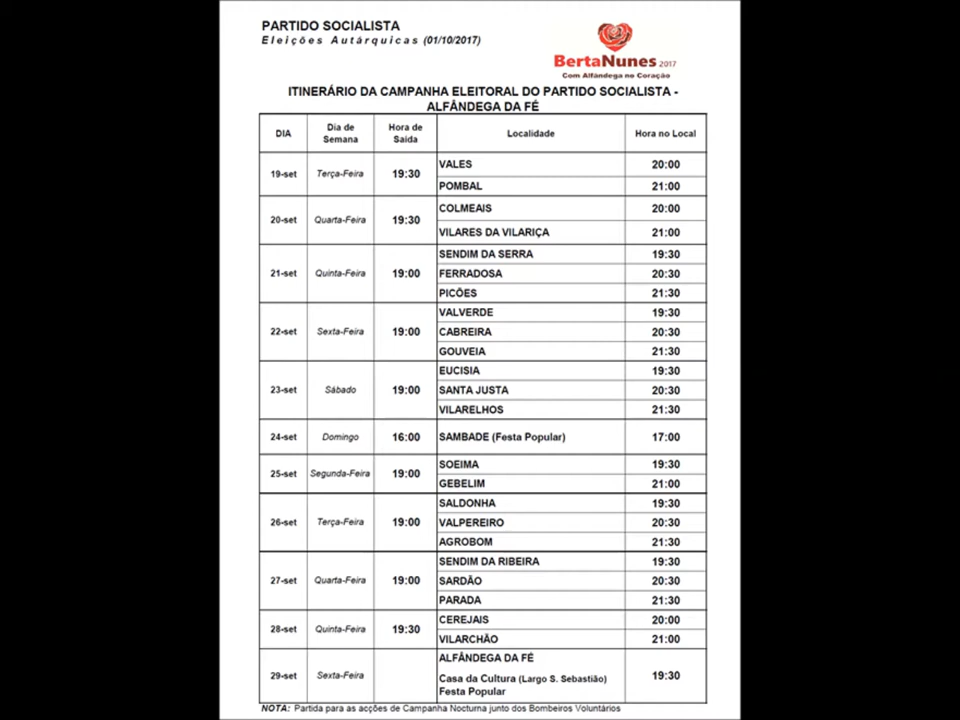 PARTIDO SOCIALISTA
Eleições Autárquicas (01/10/2017)
BertaNunes 2017
Com Alfândega no Coração
ITINERÁRIO DA CAMPANHA ELEITORAL DO PARTIDO SOCIALISTA -
ALFÂNDEGA DA FÉ
DIA Dia de Semana Hora de Saída Localidade Hora no Local
19-set Terça-Feira 19:30 VALES 20:00
POMBAL 21:00
20-set Quarta-Feira 19:30 COLMEAIS 20:00
VILARES DA VILARIÇA 21:00
21-set Quinta-Feira 19:00 SENDIM DA SERRA 19:30
FERRADOSA 20:30
PICÕES 21:30
22-set Sexta-Feira 19:00 VALVERDE 19:30
CABREIRA 20:30
GOUVEIA 21:30
23-set Sábado 19:00 EUCISIA 19:30
SANTA JUSTA 20:30
VILARELHOS 21:30
24-set Domingo 16:00 SAMBADE (Festa Popular) 17:00
25-set Segunda-Feira 19:00 SOEIMA 19:30
GEBELIM 21:00
26-set Terça-Feira 19:00 SALDONHA 19:30
VALPEREIRO 20:30
AGROBOM 21:30
27-set Quarta-Feira 19:00 SENDIM DA RIBEIRA 19:30
SARDÃO 20:30
PARADA 21:30
28-set Quinta-Feira 19:30 CEREJAIS 20:00
VILARCHÃO 21:00
29-set Sexta-Feira ALFÂNDEGA DA FÉ 19:30
Casa da Cultura (Largo S. Sebastião)
Festa Popular
NOTA: Partida para as acções de Campanha Nocturna junto dos Bombeiros Voluntários